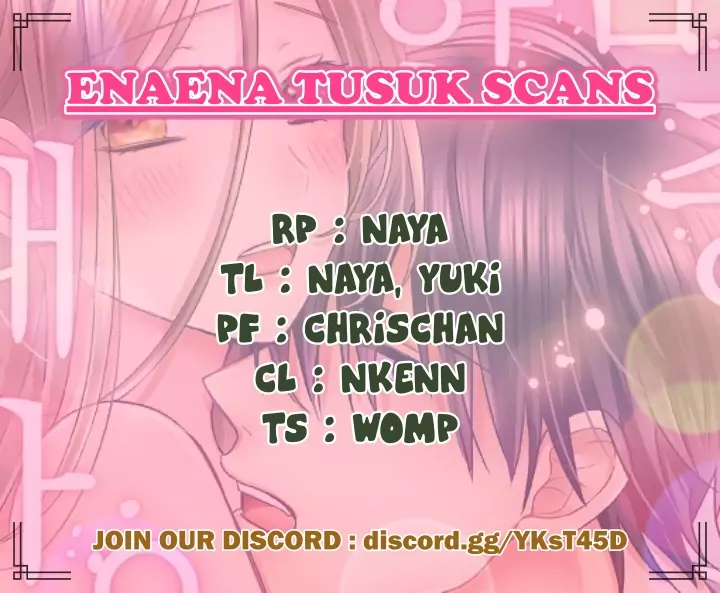 ENAENA TUSUK SCANS
RP : NAYA
TL : NAYA, YUKI
PF : CHRISCHAN
CL : NKENN
TS : WOMP
JOIN OUR DISCORD : discord.gg/YKsT45D